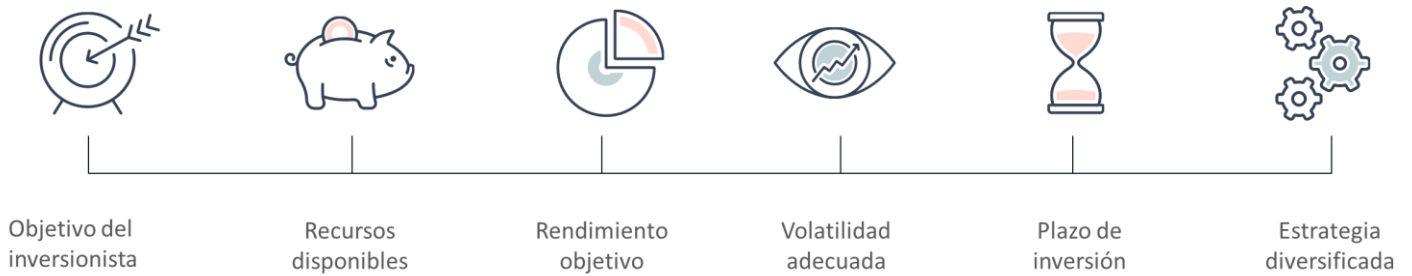 Objetivo del
inversionista
Recursos
disponibles
Rendimiento
objetivo
Volatilidad
adecuada
Plazo de
inversión
Estrategia
diversificada